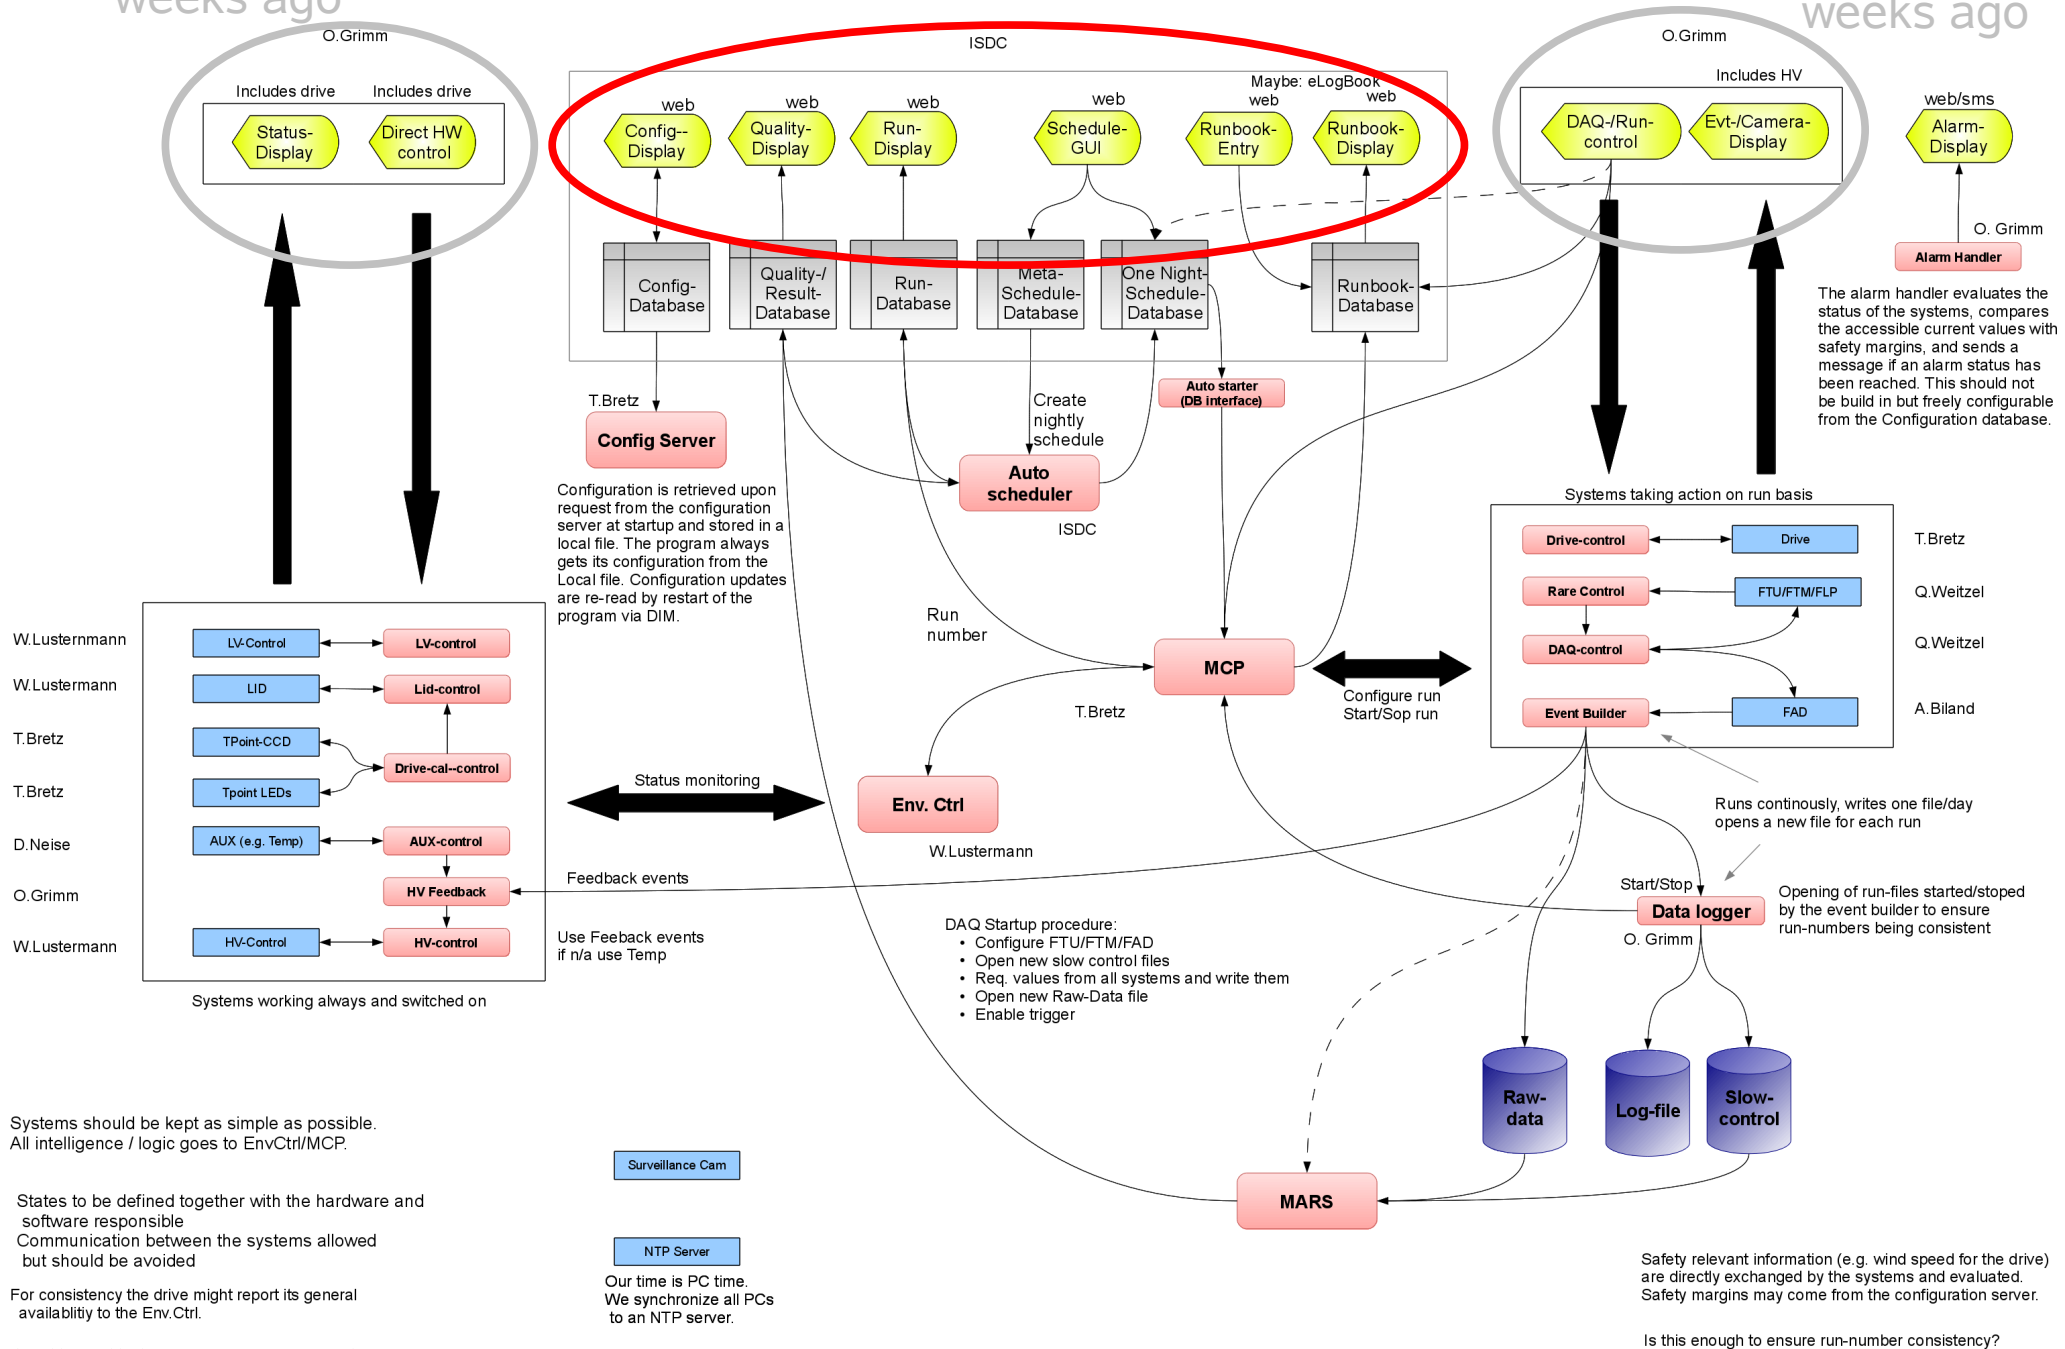 weeks ago
weeks ago
O.Grimm
ISDC
O.Grimm
Includes drive
Includes drive
Status-
Display
Direct HW
control
Maybe: eLogBook
web
web
web
web
web
web
Config--
Display
Quality-
Display
Run-
Display
Schedule-
GUI
Runbook-
Entry
Runbook-
Display
Includes HV
DAQ-/Run-
control
Evt-/Camera-
Display
web/sms
Alarm-
Display
O. Grimm
Alarm Handler
The alarm handler evaluates the
status of the systems, compares
the accessible current values with
safety margins, and sends a
message if an alarm status has
been reached. This should not
be build in but freely configurable
from the Configuration database.
Config-
Database
Quality-/
Result-
Database
Run-
Database
Meta-
Schedule-
Database
One Night-
Schedule-
Database
Runbook-
Database
T.Bretz
Config Server
Configuration is retrieved upon
request from the configuration
server at startup and stored in a
local file. The program always
gets its configuration from the
Local file. Configuration updates
are re-read by restart of the
program via DIM.
Create
nightly
schedule
Auto
scheduler
ISDC
Auto starter
(DB interface)
Run
number
MCP
T.Bretz
Configure run
Start/Sop run
Systems taking action on run basis
Drive-control
Drive
T.Bretz
Rare Control
FTU/FTM/FLP
Q.Weitzel
DAQ-control
Q.Weitzel
Event Builder
FAD
A.Biland
W.Lusternmann
LV-Control
LV-control
W.Lustermann
LID
Lid-control
T.Bretz
TPoint-CCD
Drive-cal--control
T.Bretz
Tpoint LEDs
D.Neise
AUX (e.g. Temp)
AUX-control
O.Grimm
HV Feedback
W.Lustermann
HV-Control
HV-control
Systems working always and switched on
Status monitoring
Env. Ctrl
W.Lustermann
Feedback events
Use Feeback events
if n/a use Temp
Runs continously, writes one file/day
opens a new file for each run
Start/Stop
Data logger
O. Grimm
Opening of run-files started/stoped
by the event builder to ensure
run-numbers being consistent
DAQ Startup procedure:
• Configure FTU/FTM/FAD
• Open new slow control files
• Req. values from all systems and write them
• Open new Raw-Data file
• Enable trigger
Raw-
data
Log-file
Slow-
control
MARS
Systems should be kept as simple as possible.
All intelligence / logic goes to EnvCtrl/MCP.
States to be defined together with the hardware and
software responsible
Communication between the systems allowed
but should be avoided
For consistency the drive might report its general
availablitiy to the Env.Ctrl.
Surveillance Cam
NTP Server
Our time is PC time.
We synchronize all PCs
to an NTP server.
Safety relevant information (e.g. wind speed for the drive)
are directly exchanged by the systems and evaluated.
Safety margins may come from the configuration server.
Is this enough to ensure run-number consistency?